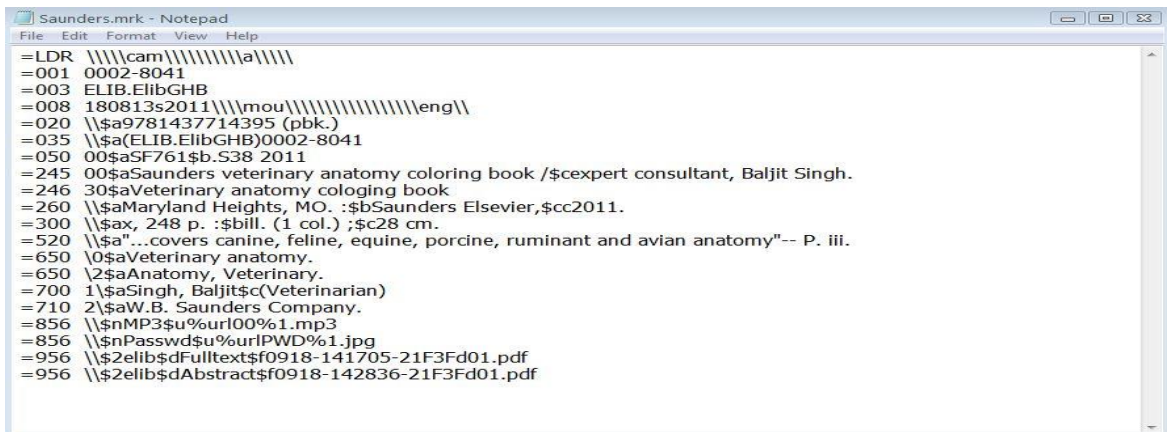 Saunders.mrk - Notepad
File Edit Format View Help
=LDR \\\\\cam\\\\\\\\\\a\\\\\
=001 0002-8041
=003 ELIB.ElibGHB
=008 180813s2011\\\\mou\\\\\\\\\\\\\\\\\eng\\
=020 \\$a9781437714395 (pbk.)
=035 \\$a(ELIB.ElibGHB)0002-8041
=050 00$aSF761$b.S38 2011
=245 00$aSaunders veterinary anatomy coloring book /$cexpert consultant, Baljit Singh.
=246 30$aVeterinary anatomy cologing book
=260 \\$aMaryland Heights, MO. :$bSaunders Elsevier,$cc2011.
=300 \\$ax, 248 p. :$bill. (1 col.) ;$c28 cm.
=520 \\$a"...covers canine, feline, equine, porcine, ruminant and avian anatomy"-- P. iii.
=650 \0$aVeterinary anatomy.
=650 \2$aAnatomy, Veterinary.
=700 1\$aSingh, Baljit$c(Veterinarian)
=710 2\$aW.B. Saunders Company.
=856 \\$nMP3$u%url00%1.mp3
=856 \\$nPasswd$u%urlPWD%1.jpg
=956 \\$2elib$dFulltext$f0918-141705-21F3Fd01.pdf
=956 \\$2elib$dAbstract$f0918-142836-21F3Fd01.pdf